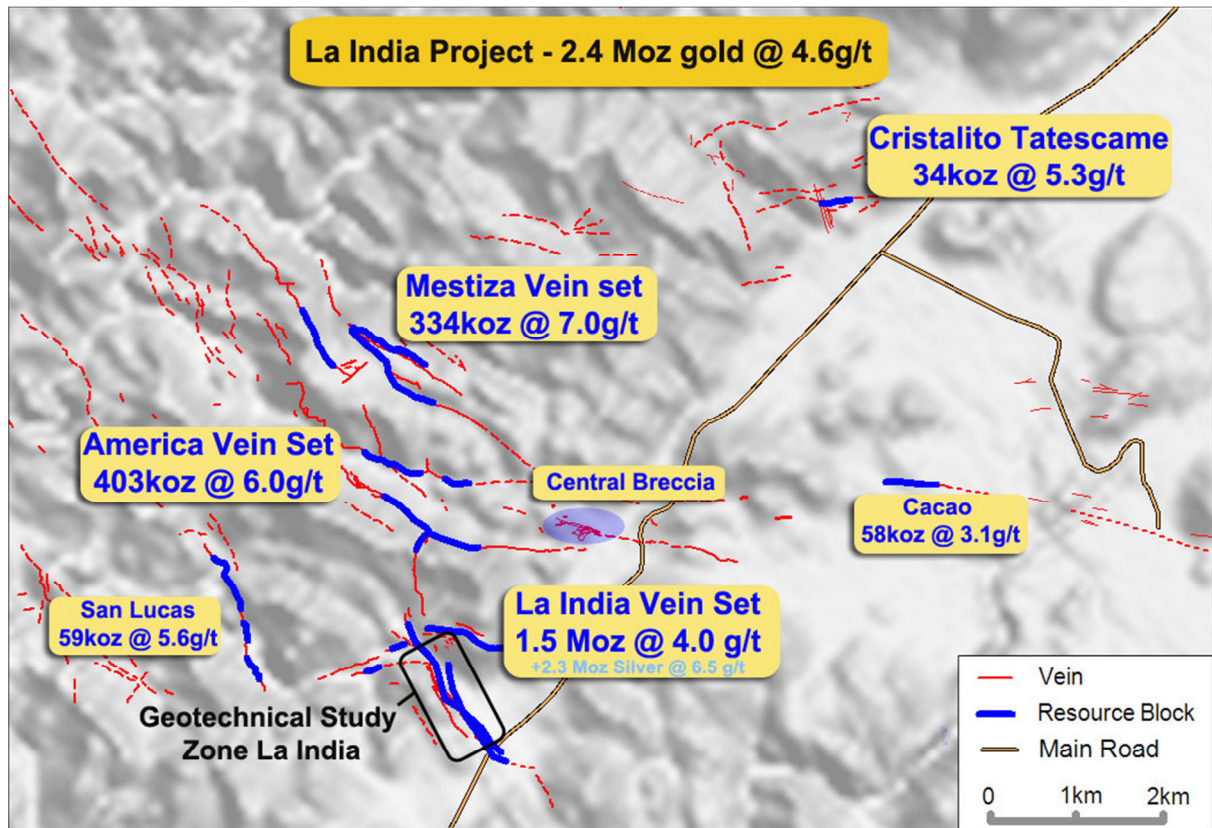 La India Project - 2.4 Moz gold @ 4.6g/t
Cristalito Tatescame
34koz @ 5.3g/t
Mestiza Vein set
334koz @ 7.0g/t
America Vein Set
403koz @ 6.0g/t
Central Breccia
Cacao
58koz @ 3.1g/t
San Lucas
59koz @ 5.6g/t
La India Vein Set
1.5 Moz @ 4.0 g/t
+2.3 Moz Silver @ 6.5 g/t
Geotechnical Study
Zone La India
Vein
Resource Block
Main Road
0 1km 2km